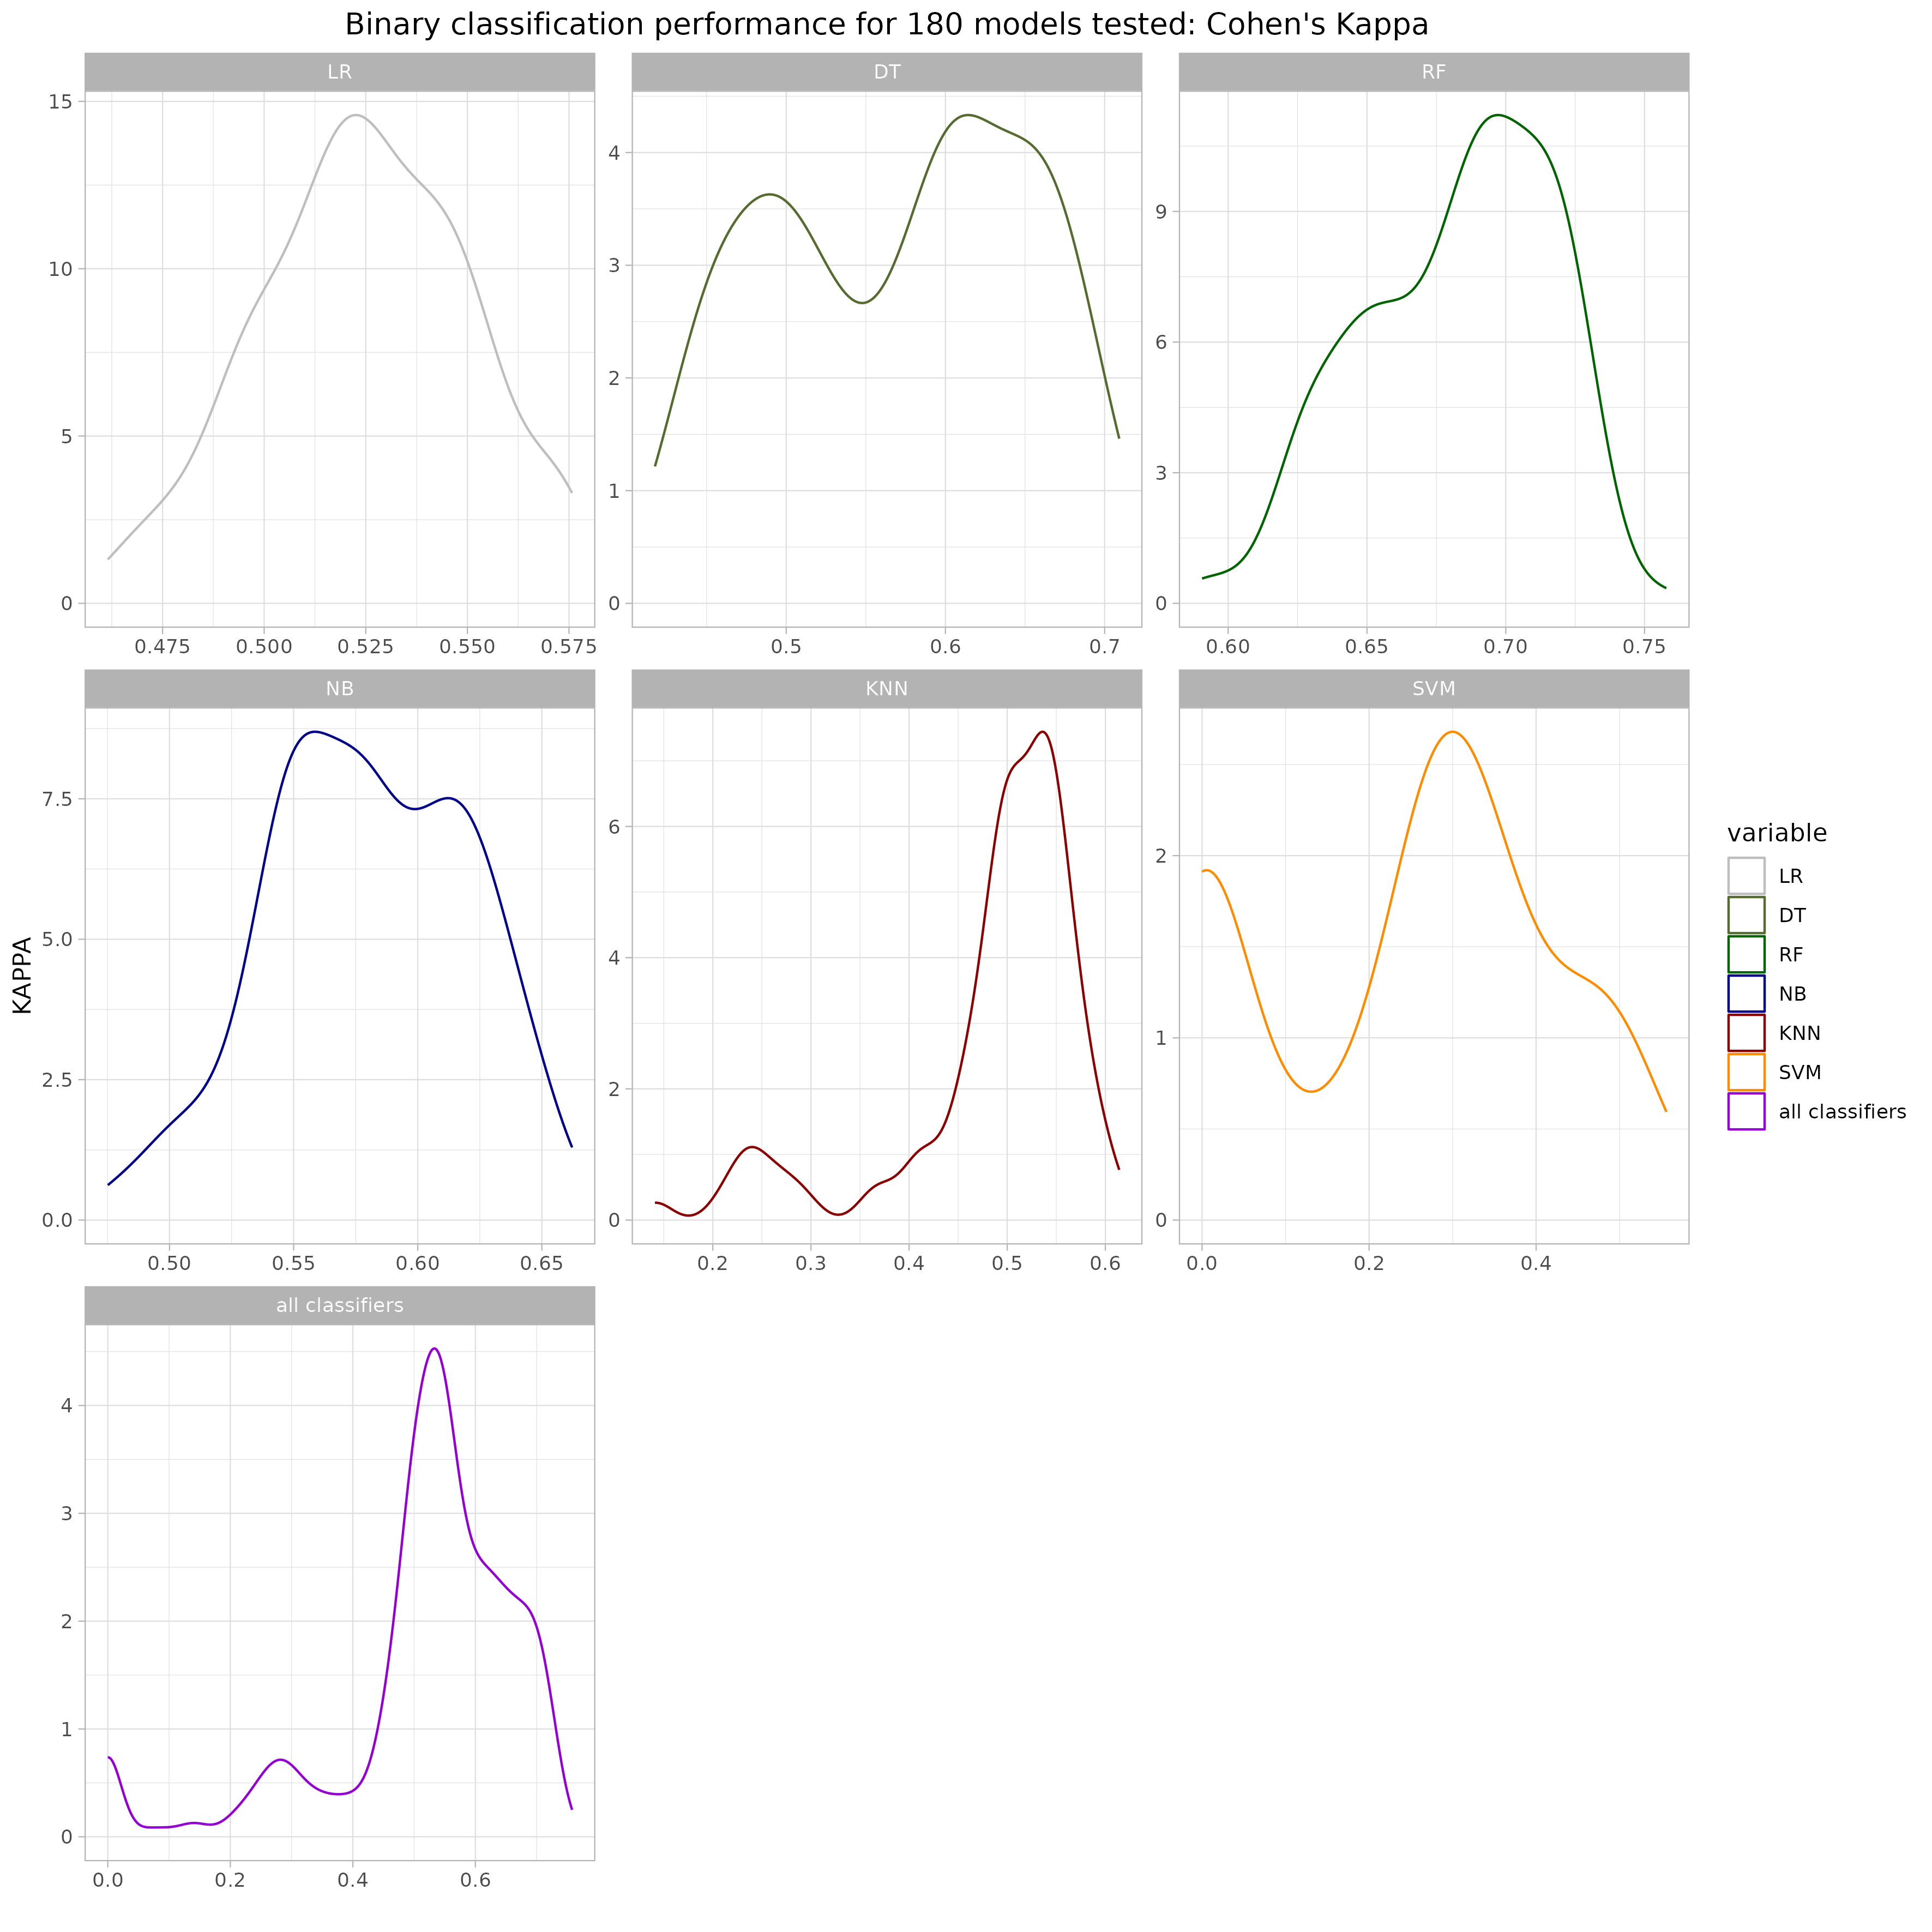 Binary classification performance for 180 models tested: Cohen's Kappa
LR
DT
RF
15
10
5
0
0.475 0.500 0.525 0.550 0.575
4
3
2
1
0
0.5 0.6 0.7
9
6
3
0
0.60 0.65 0.70 0.75
NB
KNN
SVM
7.5
5.0
2.5
0.0
0.50 0.55 0.60 0.65
6
4
2
0
0.2 0.3 0.4 0.5 0.6
2
1
0
0.0 0.2 0.4
KAPPA
all classifiers
4
3
2
1
0
0.0 0.2 0.4 0.6
variable
LR
DT
RF
NB
KNN
SVM
all classifiers